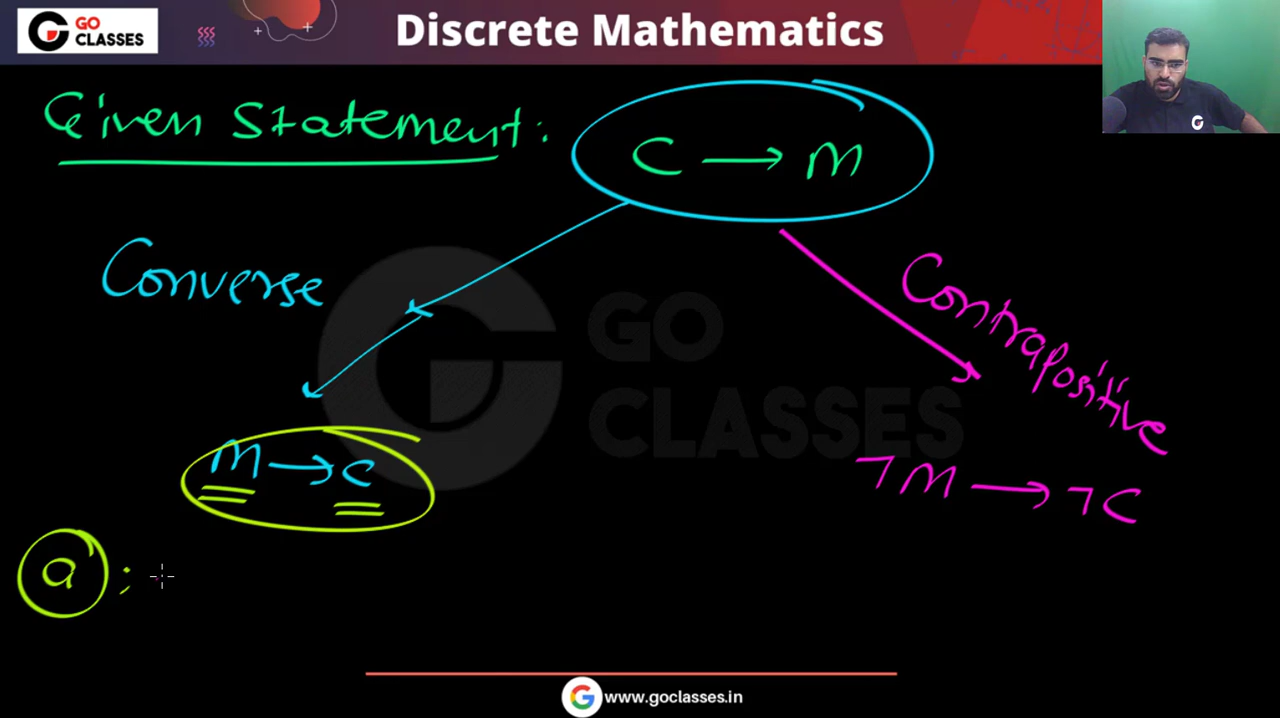 GO
CLASSES
Discrete Mathematics
Given Statement:
C → M
Converse
Contrapositive
GO
CLASSES
M → C
¬M → ¬C
a :
www.goclasses.in